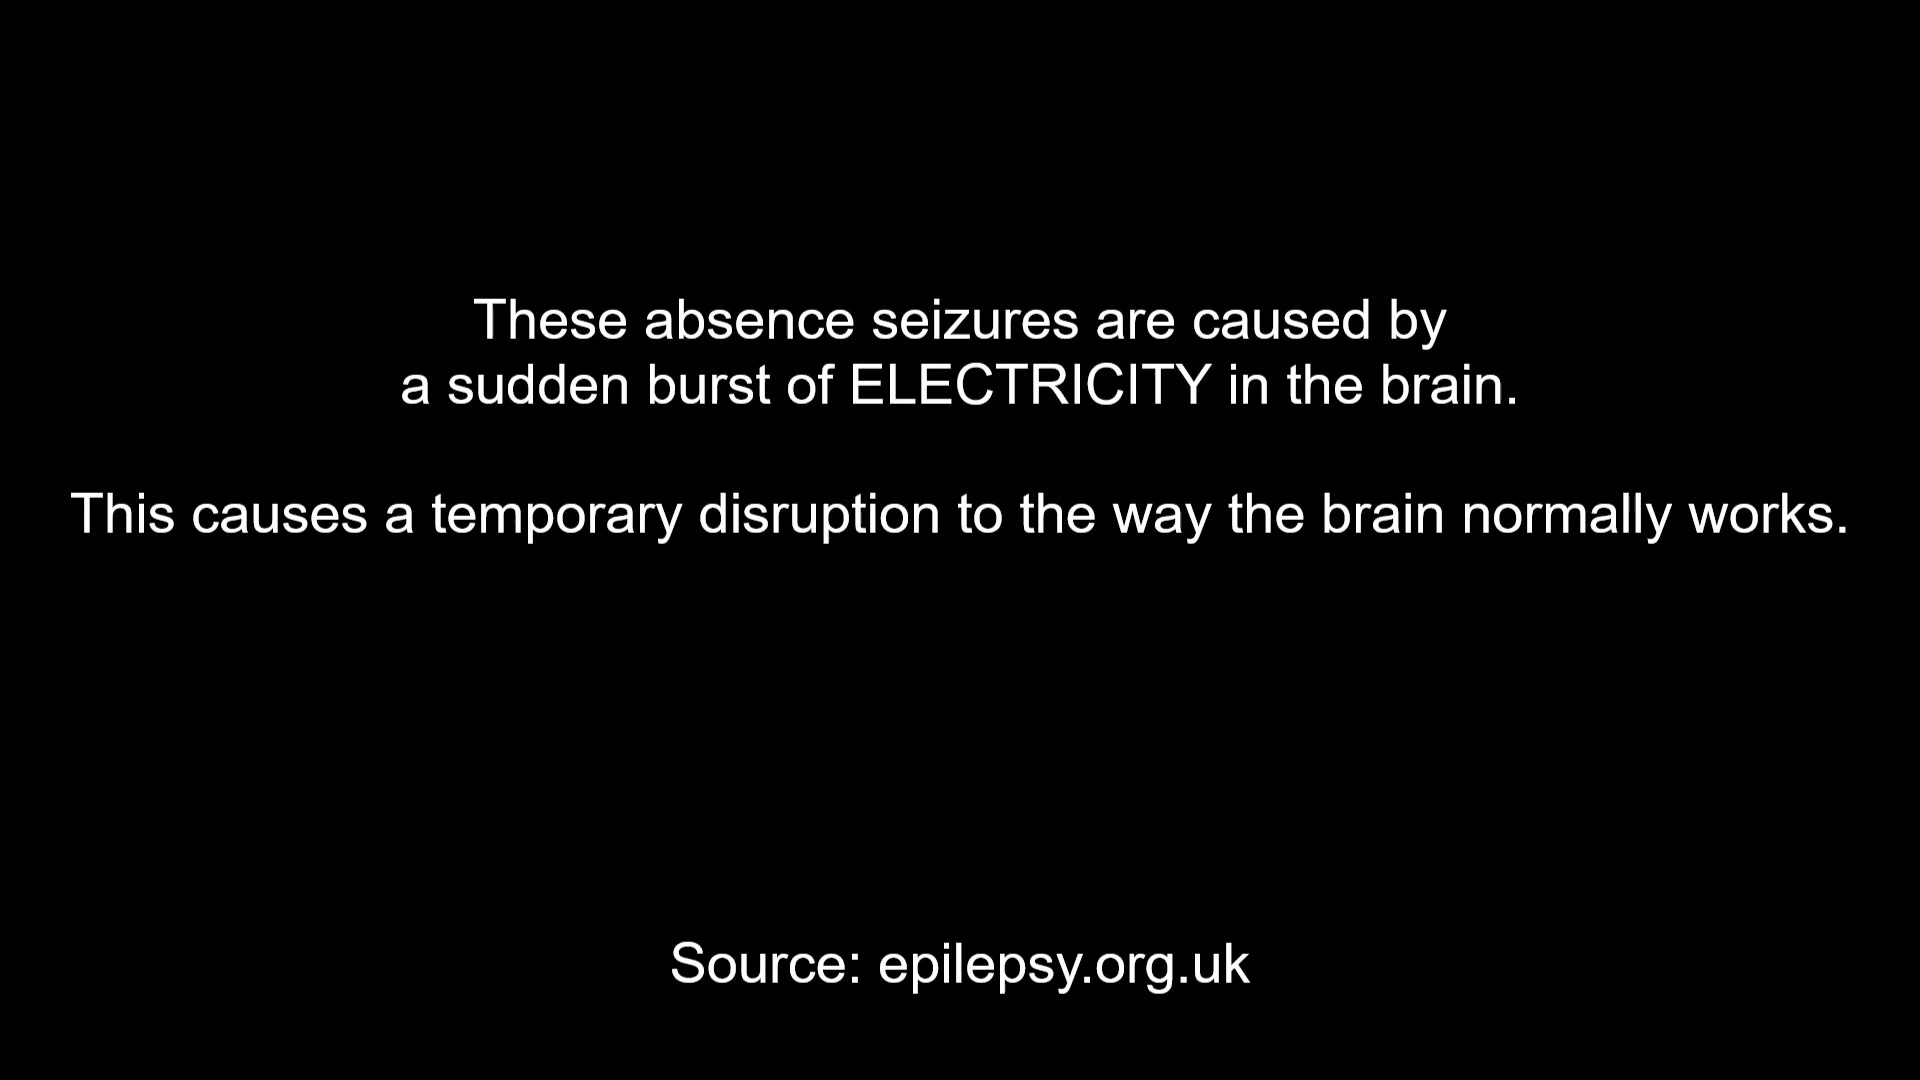 These absence seizures are caused by
a sudden burst of ELECTRICITY in the brain.
This causes a temporary disruption to the way the brain normally works.
Source: epilepsy.org.uk